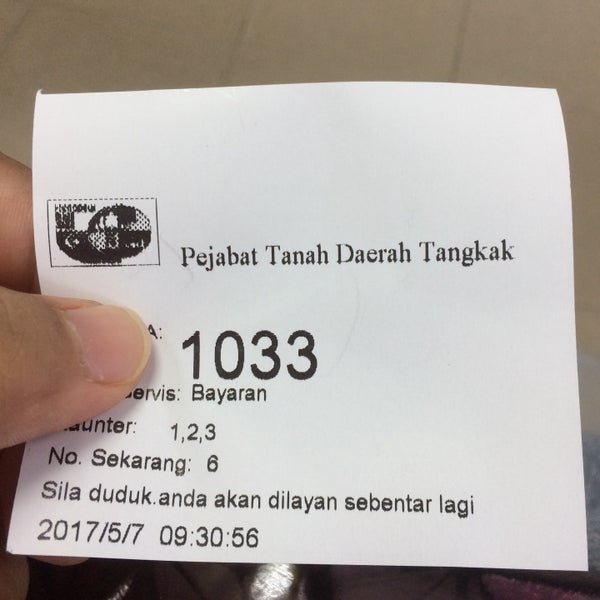 Pejabat Tanah Daerah Tangkak
1033
Bayaran
1,2,3
No. Sekarang: 6
Sila duduk.anda akan dilayan sebentar lagi
2017/5/7 09:30:56